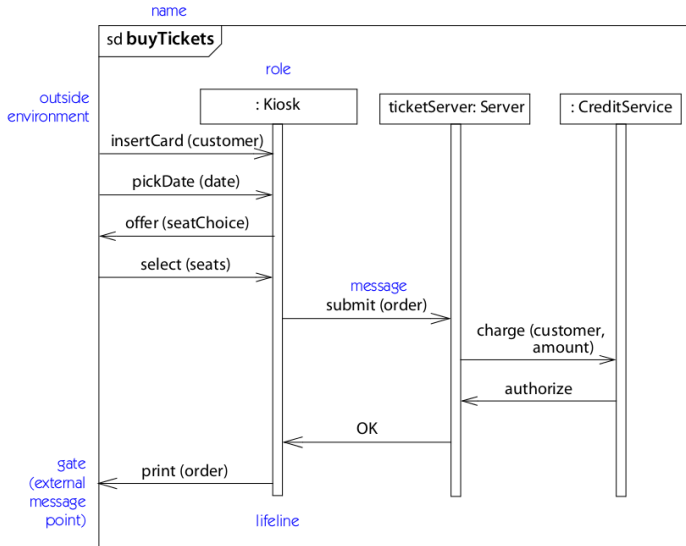 name
sd buyTickets
role
outside
environment
: Kiosk
ticketServer: Server
: CreditService
insertCard (customer)
pickDate (date)
offer (seatChoice)
select (seats)
message
submit (order)
charge (customer,
amount)
authorize
OK
gate
(external
message
point)
print (order)
lifeline